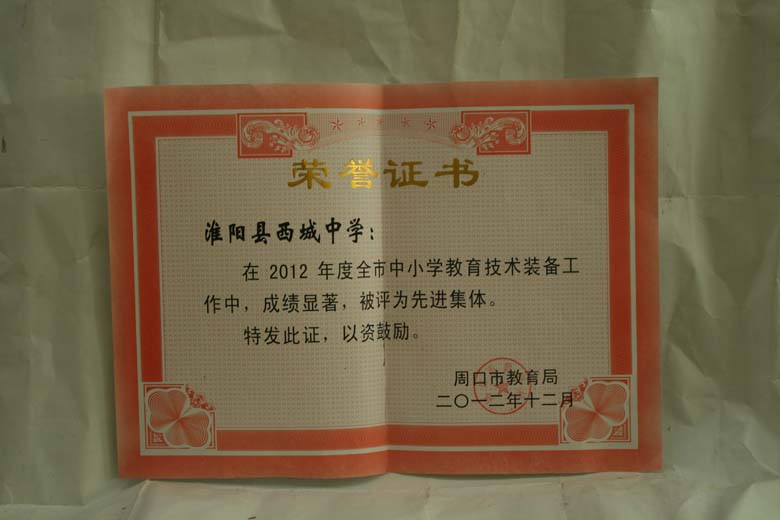 荣誉证书
淮阳县西城中学：
在 2012 年度全市中小学教育技术装备工
作中，成绩显著，被评为先进集体。
特发此证，以资鼓励。
周口市教育局
二〇一二年十二月